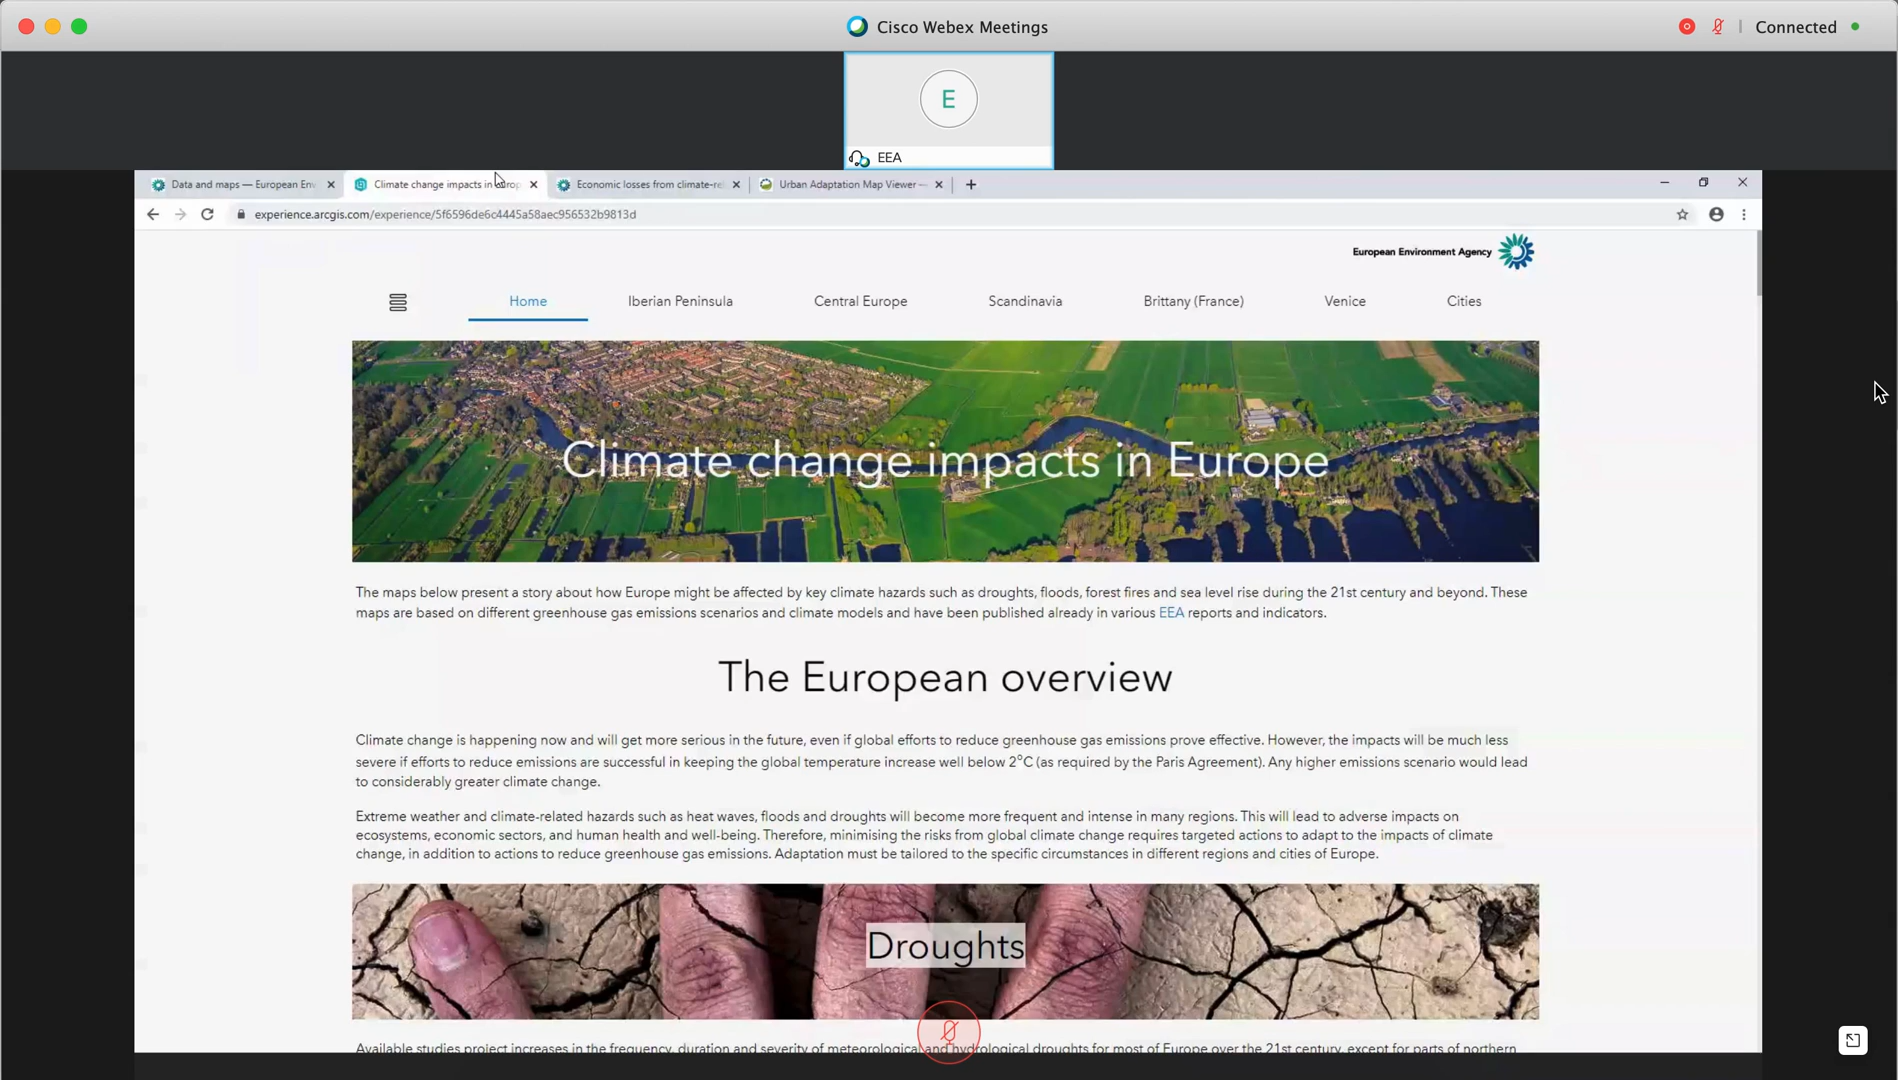 Cisco Webex Meetings
Connected
E
EEA
Data and maps — European Env
Climate change impacts in Europ
Economic losses from climate-rel
Urban Adaptation Map Viewer —
experience.arcgis.com/experience/5f6596de6c4445a58aec956532b9813d
European Environment Agency
Home
Iberian Peninsula
Central Europe
Scandinavia
Brittany (France)
Venice
Cities
Climate change impacts in Europe
The maps below present a story about how Europe might be affected by key climate hazards such as droughts, floods, forest fires and sea level rise during the 21st century and beyond. These
maps are based on different greenhouse gas emissions scenarios and climate models and have been published already in various EEA reports and indicators.
The European overview
Climate change is happening now and will get more serious in the future, even if global efforts to reduce greenhouse gas emissions prove effective. However, the impacts will be much less
severe if efforts to reduce emissions are successful in keeping the global temperature increase well below 2°C (as required by the Paris Agreement). Any higher emissions scenario would lead
to considerably greater climate change.
Extreme weather and climate-related hazards such as heat waves, floods and droughts will become more frequent and intense in many regions. This will lead to adverse impacts on
ecosystems, economic sectors, and human health and well-being. Therefore, minimising the risks from global climate change requires targeted actions to adapt to the impacts of climate
change, in addition to actions to reduce greenhouse gas emissions. Adaptation must be tailored to the specific circumstances in different regions and cities of Europe.
Droughts
Available studies project increases in the frequency, duration and severity of meteorological and hydrological droughts for most of Europe over the 21st century, except for parts of northern